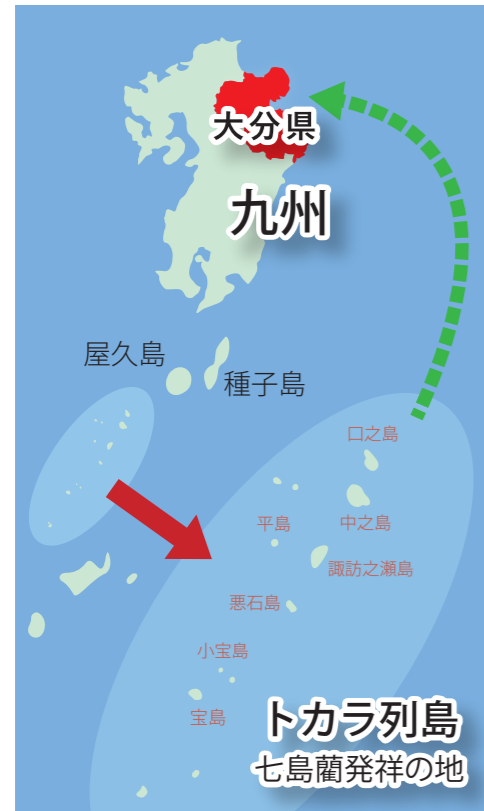 大分県
九州
屋久島
種子島
口之島
平島
中之島
諏訪之瀬島
悪石島
小宝島
宝島
トカラ列島
七島藺発祥の地